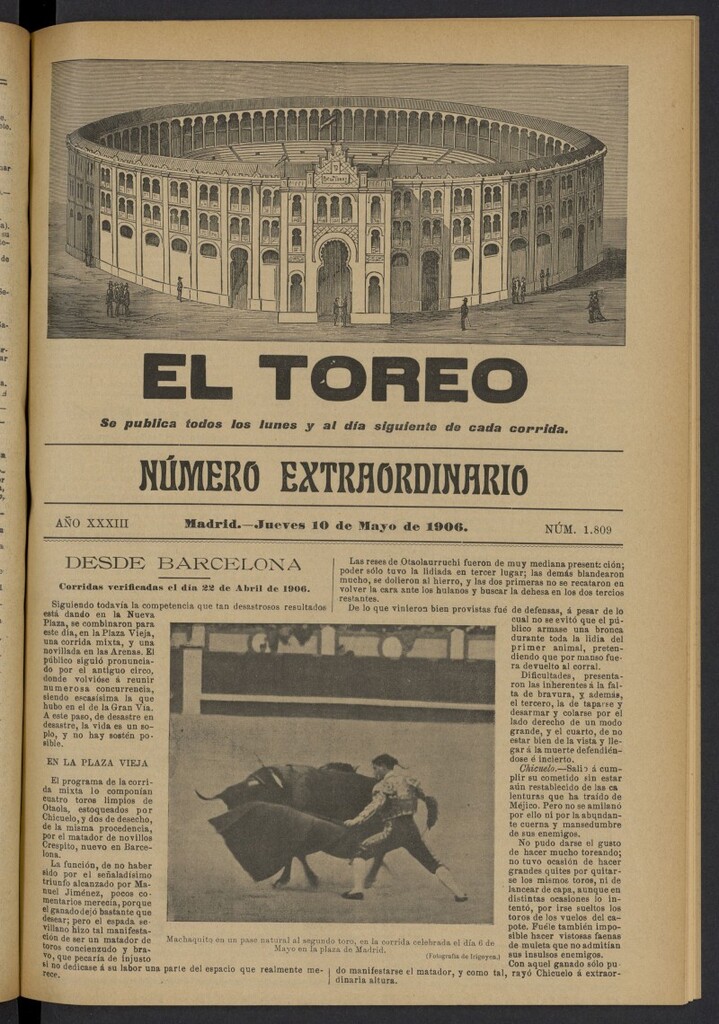 EL TOREO
Se publica todos los lunes y al día siguiente de cada corrida.
NÚMERO EXTRAORDINARIO
AÑO XXXIII
Madrid.—Jueves 10 de Mayo de 1906.
NÚM. 1.809
DESDE BARCELONA
Corridas verificadas el día 22 de Abril de 1906.
Siguiendo todavía la competencia que tan desastrosos resultados
está dando en la Nueva
Plaza, se combinaron para
este día, en la Plaza Vieja,
una corrida mixta, y una
novillada en las Arenas. El
público siguió pronuncia-
do por el antiguo circo,
donde volvióse á reunir
numerosa concurrencia,
siendo escasísima la que
hubo en el de la Gran Vía.
A este paso, de desastre en
desastre, la vida es un so-
plo, y no hay sostén po-
sible.
EN LA PLAZA VIEJA
El programa de la corri-
da mixta lo componían
cuatro toros limpios de
Otaola, estoqueados por
Chicuelo, y dos de desecho,
de la misma procedencia,
por el matador de novillos
Crespito, nuevo en Barce-
lona.
La función, de no haber
sido por el señaladísimo
triunfo alcanzado por Ma-
nuel Jiménez, pocos co-
mentarios merecía, porque
el ganado dejó bastante que
desear; pero el espada se-
villano hizo tal manifesta-
ción de ser un matador de
toros concienzudo y bra-
vo, que pecaría de injusto
si no dedicase á su labor una parte del espacio que realmente me-
rece.
Las reses de Otaolaurruchi fueron de muy mediana presentación;
poder sólo tuvo la lidiada en tercer lugar; las demás blandearon
mucho, se dolieron al hierro, y las dos primeras no se recataron en
volver la cara ante los hulanos y buscar la dehesa en los dos tercios
restantes.
De lo que vinieron bien provistas fué de defensas, á pesar de lo
cual no se evitó que el pú-
blico armase una bronca
durante toda la lidia del
primer animal, preten-
diendo que por manso fue-
ra devuelto al corral.
Dificultades, presenta-
ron las inherentes á la fal-
ta de bravura, y además,
el tercero, la de taparse y
desarmar y colarse por el
lado derecho de un modo
grande, y el cuarto, de no
estar bien de la vista y lle-
gar á la muerte defendién-
dose é incierto.
Chicuelo.—Salió á cum-
plir su cometido sin estar
aún restablecido de las ca
lenturas que ha traído de
Méjico. Pero no se amilanó
por ello ni por la abundan-
te cuerna y mansedumbre
de sus enemigos.
No pudo darse el gusto
de hacer mucho toreando;
no tuvo ocasión de hacer
grandes quites por quitar-
se los mismos toros, ni de
lancear de capa, aunque en
distintas ocasiones lo in-
tentó, por irse sueltos los
toros de los vuelos del ca-
pote. Fuéle también impo-
sible hacer vistosas faenas
de muleta que no admitían
sus insulsos enemigos.
Con aquel ganado sólo pu-
do manifestarse el matador, y como tal, rayó Chicuelo á extraor-
dinaria altura.
Machaquito en un pase natural al segundo toro, en la corrida celebrada el día 6 de
Mayo en la plaza de Madrid.
(Fotografía de Irigoyen.)